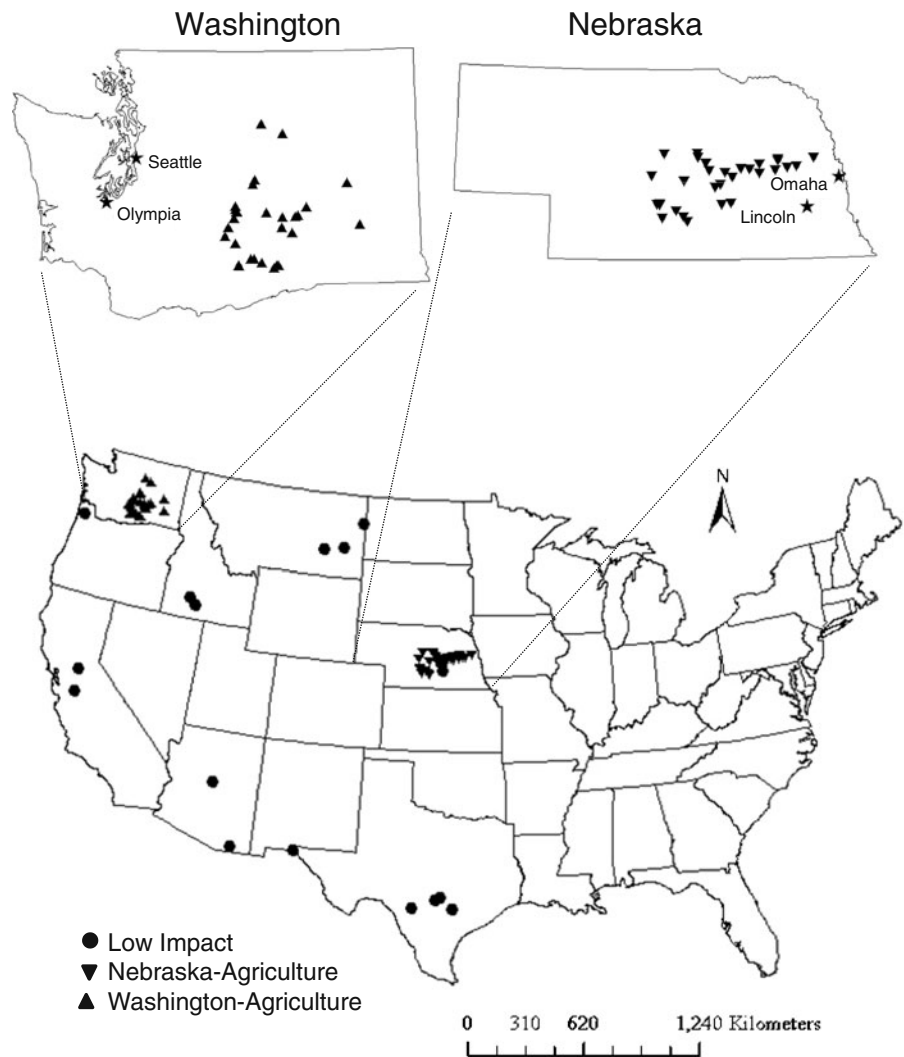 Washington
Nebraska
Seattle
Olympia
Omaha
Lincoln
N
Low Impact
Nebraska-Agriculture
Washington-Agriculture
0 310 620 1,240 Kilometers